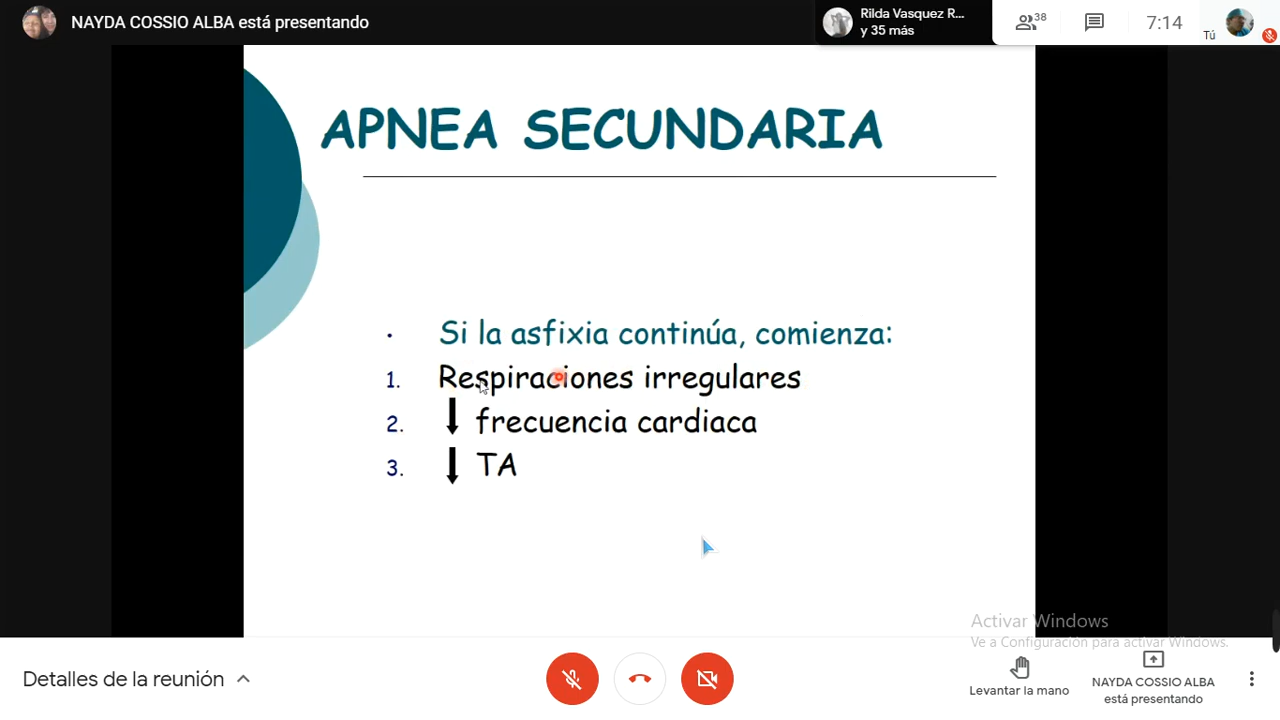 NAYDA COSSIO ALBA está presentando
Rilda Vasquez R...
y 35 más
38
7:14
Tú
APNEA SECUNDARIA
• Si la asfixia continúa, comienza:
1. Respiraciones irregulares
2. ⬇ frecuencia cardiaca
3. ⬇ TA
Activar Windows
Ve a Configuración para activar Windows.
Detalles de la reunión
Levantar la mano
NAYDA COSSIO ALBA
está presentando